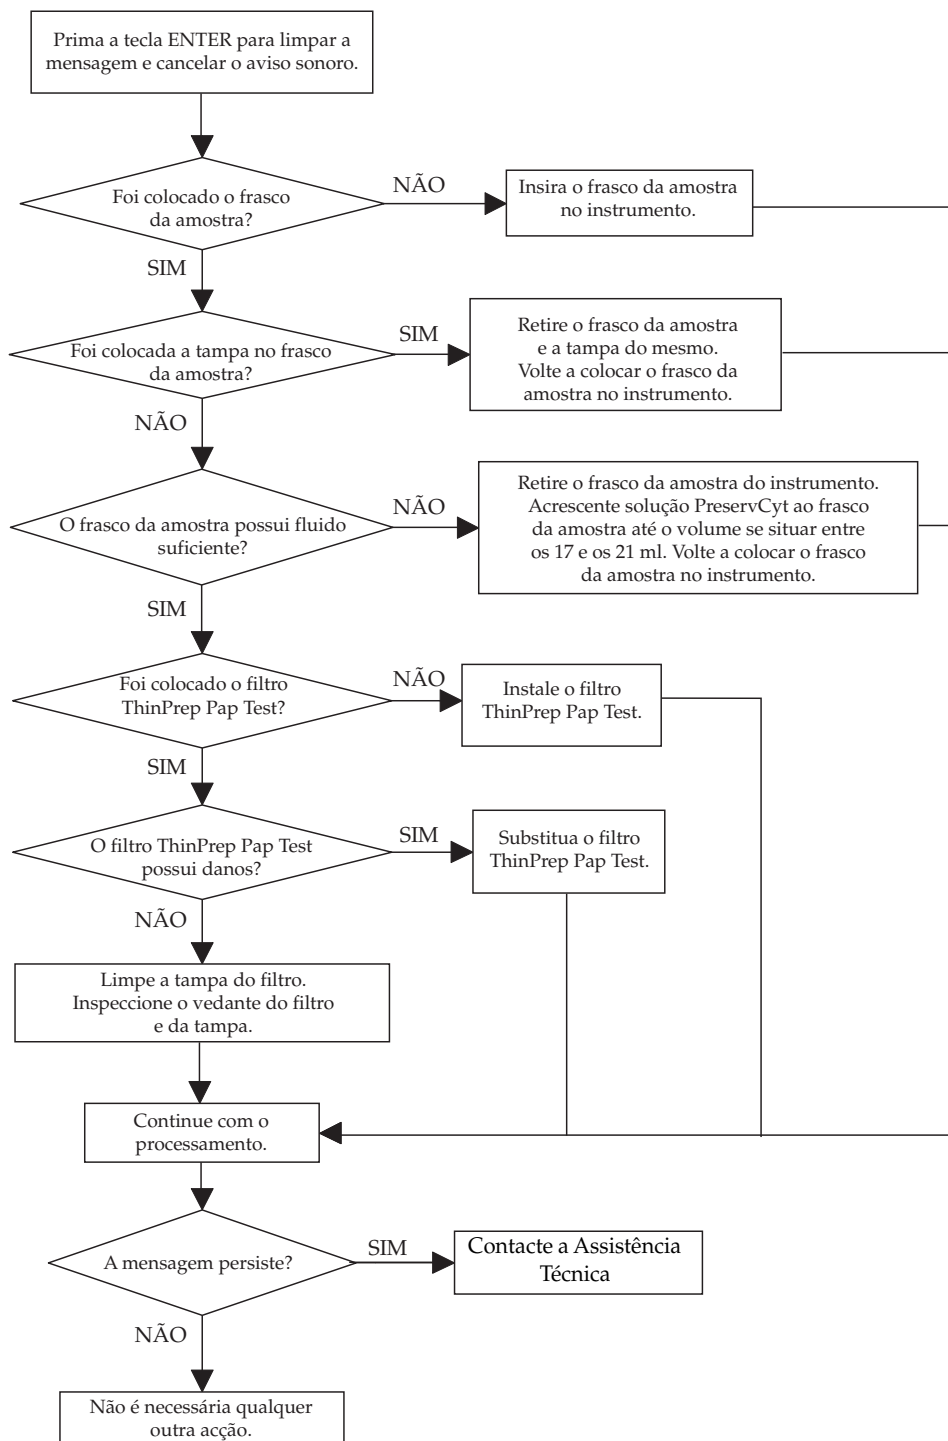 Prima a tecla ENTER para limpar a
mensagem e cancelar o aviso sonoro.
Foi colocado o frasco
da amostra?
NÃO
Insira o frasco da amostra
no instrumento.
SIM
Foi colocada a tampa no frasco
da amostra?
SIM
Retire o frasco da amostra
e a tampa do mesmo.
Volte a colocar o frasco da
amostra no instrumento.
NÃO
O frasco da amostra possui fluido
suficiente?
NÃO
Retire o frasco da amostra do instrumento.
Acrescente solução PreservCyt ao frasco
da amostra até o volume se situar entre
os 17 e os 21 ml. Volte a colocar o frasco
da amostra no instrumento.
SIM
Foi colocado o filtro
ThinPrep Pap Test?
NÃO
Instale o filtro
ThinPrep Pap Test.
SIM
O filtro ThinPrep Pap Test
possui danos?
SIM
Substitua o filtro
ThinPrep Pap Test.
NÃO
Limpe a tampa do filtro.
Inspeccione o vedante do filtro
e da tampa.
Continue com o
processamento.
A mensagem persiste?
SIM
Contacte a Assistência
Técnica
NÃO
Não é necessária qualquer
outra acção.